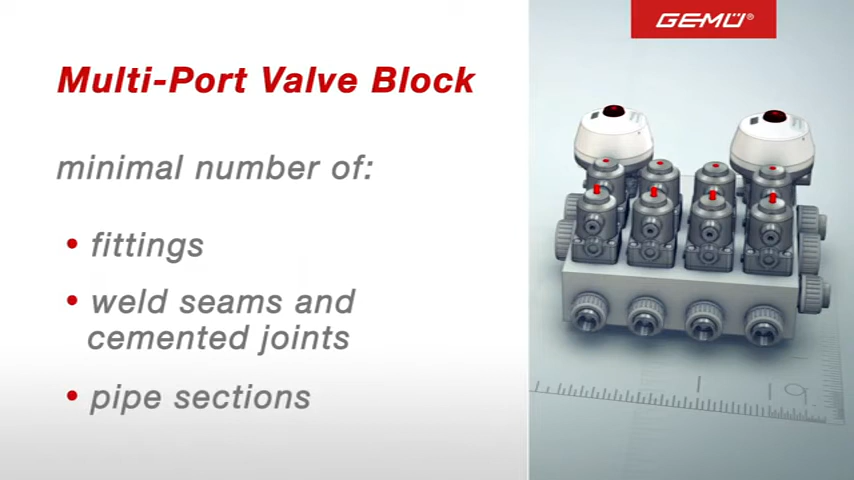 GEMÜ®
Multi-Port Valve Block
minimal number of:
• fittings
• weld seams and
cemented joints
• pipe sections